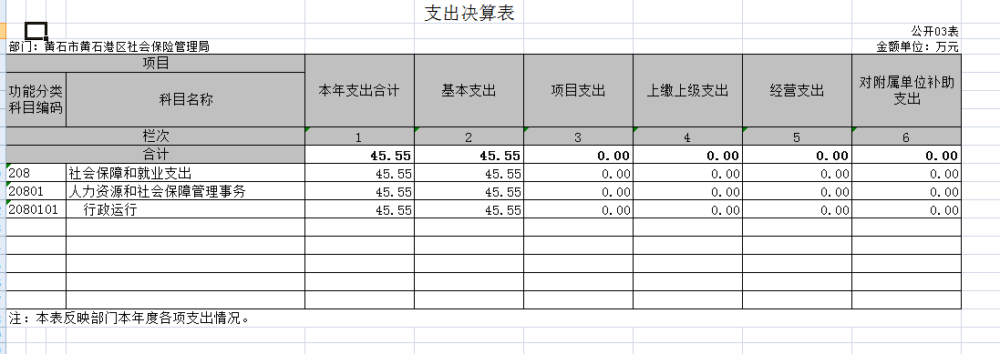 支出决算表
公开03表
部门：黄石市黄石港区社会保险管理局 金额单位：万元
项目 本年支出合计 基本支出 项目支出 上缴上级支出 经营支出 对附属单位补助支出
功能分类科目编码 科目名称
栏次 1 2 3 4 5 6
合计 45.55 45.55 0.00 0.00 0.00 0.00
208 社会保障和就业支出 45.55 45.55 0.00 0.00 0.00 0.00
20801 人力资源和社会保障管理事务 45.55 45.55 0.00 0.00 0.00 0.00
2080101 行政运行 45.55 45.55 0.00 0.00 0.00 0.00
注：本表反映部门本年度各项支出情况。